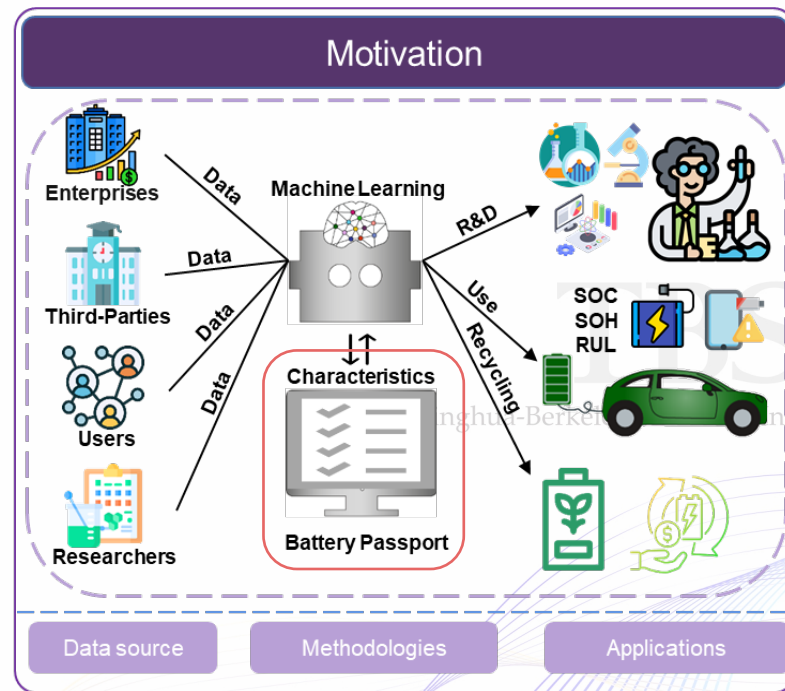 Motivation
Enterprises
Third-Parties
Users
Researchers
Data
Data
Data
Data
Machine Learning
Characteristics
Battery Passport
R&D
Use
Recycling
SOC
SOH
RUL
TBS
Data source
Methodologies
Applications